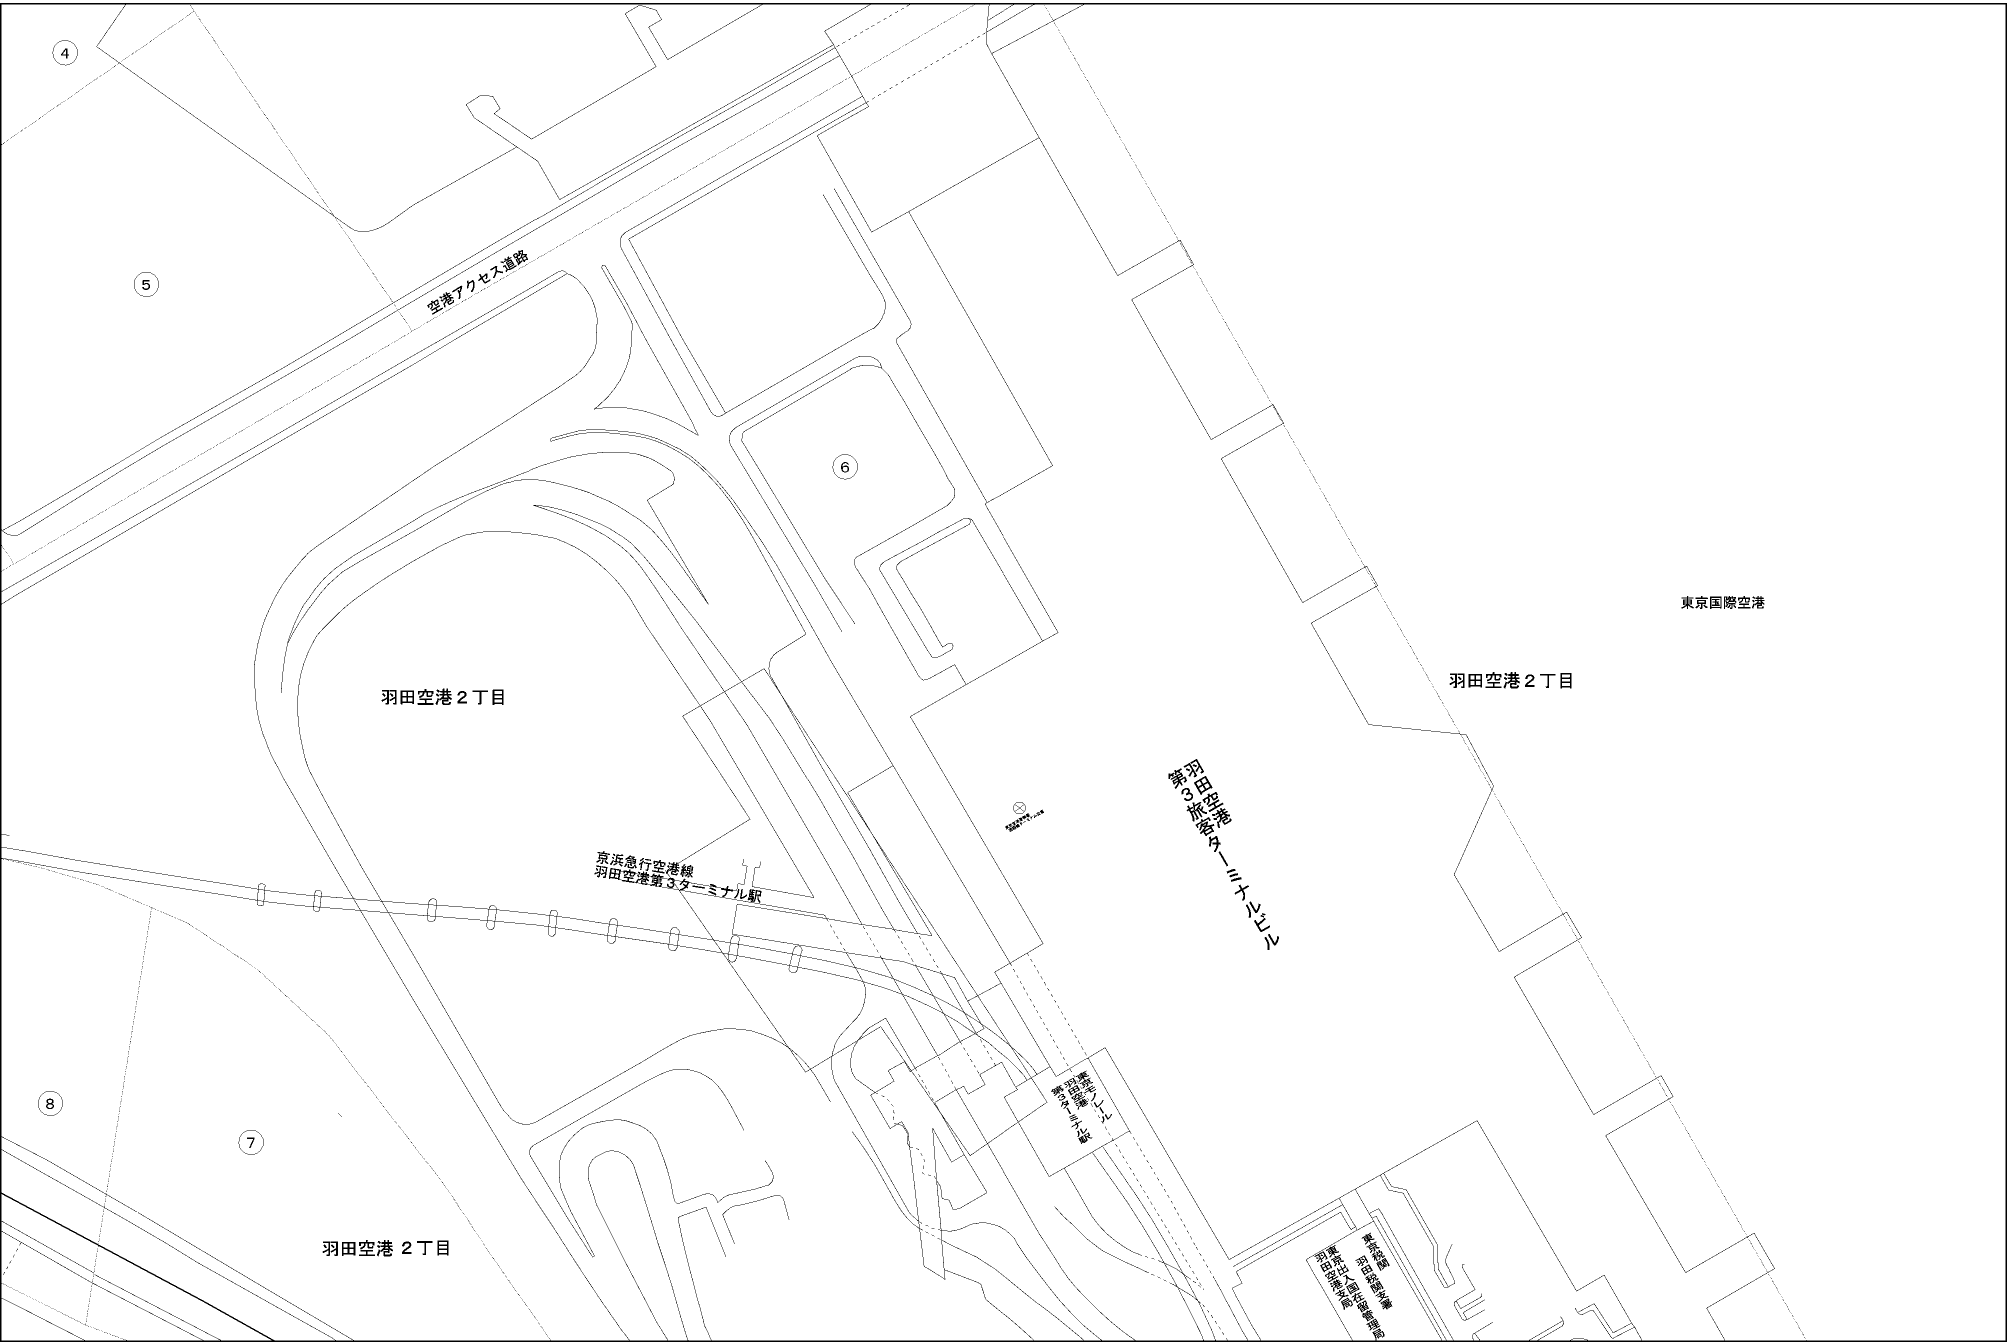 ④
⑤
空港アクセス道路
⑥
東京国際空港
羽田空港２丁目
羽田空港２丁目
羽田空港
第３旅客ターミナルビル
京浜急行空港線
羽田空港第３ターミナル駅
東京モノレール
羽田空港
第３ターミナル駅
⑧
⑦
羽田空港２丁目
東京税関
羽田税関支署
東京出入国在留管理局
羽田空港支局